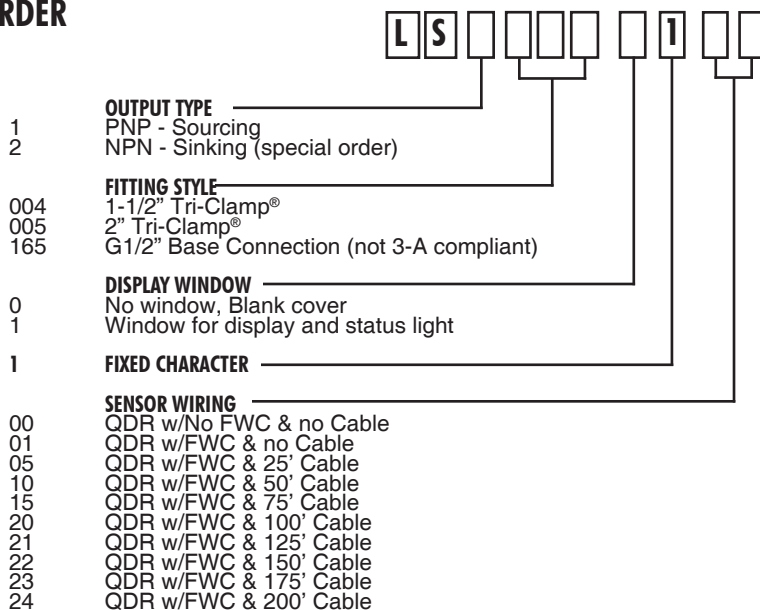 RDER
L S 1
OUTPUT TYPE
1 PNP - Sourcing
2 NPN - Sinking (special order)
FITTING STYLE
004 1-1/2” Tri-Clamp®
005 2” Tri-Clamp®
165 G1/2” Base Connection (not 3-A compliant)
DISPLAY WINDOW
0 No window, Blank cover
1 Window for display and status light
1 FIXED CHARACTER
SENSOR WIRING
00 QDR w/No FWC & no Cable
01 QDR w/FWC & no Cable
05 QDR w/FWC & 25’ Cable
10 QDR w/FWC & 50’ Cable
15 QDR w/FWC & 75’ Cable
20 QDR w/FWC & 100’ Cable
21 QDR w/FWC & 125’ Cable
22 QDR w/FWC & 150’ Cable
23 QDR w/FWC & 175’ Cable
24 QDR w/FWC & 200’ Cable